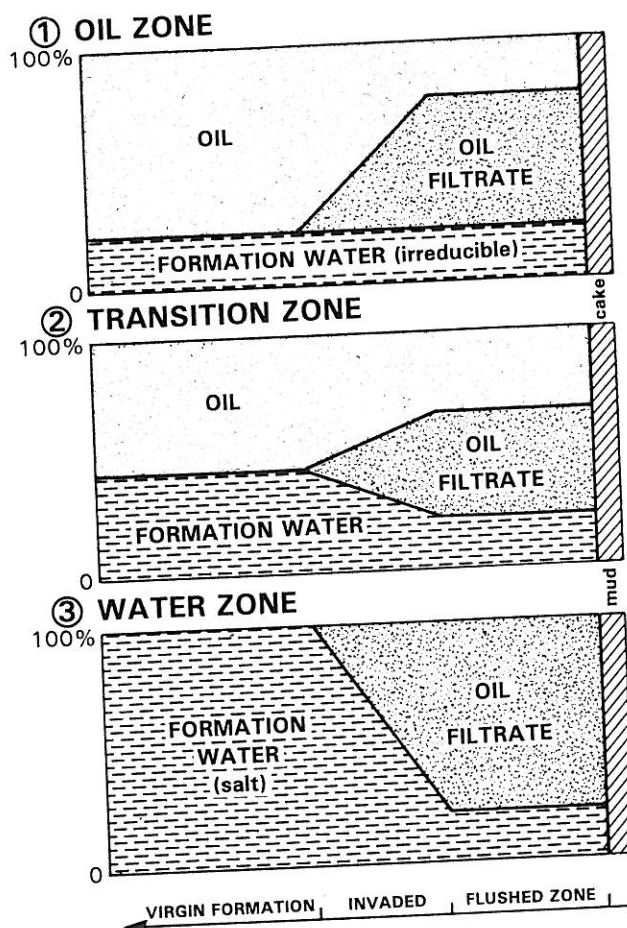 ① OIL ZONE
100%
OIL
OIL
FILTRATE
FORMATION WATER (irreducible)
0
② TRANSITION ZONE
cake
100%
OIL
OIL
FILTRATE
FORMATION WATER
0
mud
③ WATER ZONE
100%
OIL
FILTRATE
FORMATION
WATER
(salt)
0
VIRGIN FORMATION INVADED FLUSHED ZONE